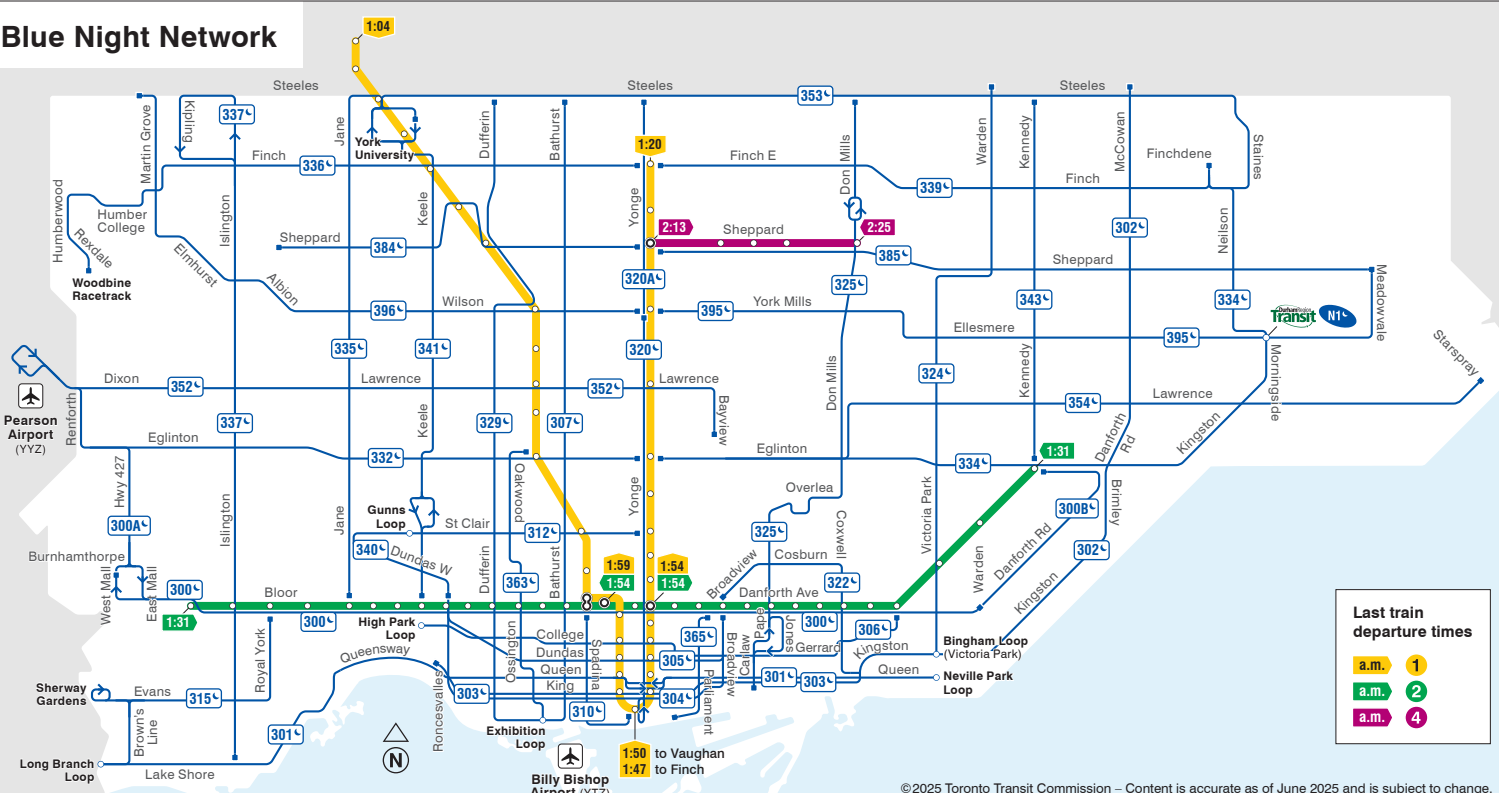 Blue Night Network
1:04
Steeles
Steeles
Steeles
353
Martin Grove
Kipling
337
Jane
York
University
Dufferin
Bathurst
1:20
Don Mills
Warden
Kennedy
McCowan
Staines
Finch
336
Finch E
339
Finch
Finchdene
Humberwood
Humber
College
Rexdale
Woodbine
Racetrack
Islington
Keele
Yonge
2:13
Sheppard
2:25
302
Neilson
Sheppard
384
Elmhurst
Albion
385
Sheppard
Meadowvale
320A
325
396
Wilson
395
York Mills
343
334
Durham Region
Transit
N1
Ellesmere
395
335
341
320
Kennedy
Morningside
Starspray
Pearson
Airport
(YYZ)
Dixon
352
Lawrence
352
Lawrence
324
Don Mills
354
Lawrence
Renforth
337
Keele
329
307
Bayview
Eglinton
332
Eglinton
334
1:31
Danforth
Rd
Kingston
Hwy 427
300A
Islington
Jane
Gunns
Loop
St Clair
Oakwood
312
Yonge
Overlea
325
Coxwell
Victoria Park
Brimley
300B
302
Burnhamthorpe
340
Dundas W
Dufferin
363
Bathurst
1:59
1:54
1:54
1:54
Broadview
Cosburn
322
Warden
Danforth Rd
Kingston
West Mall
East Mall
300
Bloor
Danforth Ave
1:31
300
High Park
Loop
College
Dundas
Queen
King
Ossington
Spadina
365
305
Broadview
Carlaw
Pape
Jones
Gerrard
300
306
Kingston
Bingham Loop
(Victoria Park)
Royal York
Queensway
Roncesvalles
303
310
304
Parliament
301
303
Queen
Neville Park
Loop
Sherway
Gardens
Evans
315
Brown's
Line
301
Long Branch
Loop
Lake Shore
N
Exhibition
Loop
Billy Bishop
Airport (YTZ)
1:50
to Vaughan
1:47
to Finch
Last train
departure times
a.m.
1
a.m.
2
a.m.
4
©2025 Toronto Transit Commission – Content is accurate as of June 2025 and is subject to change.